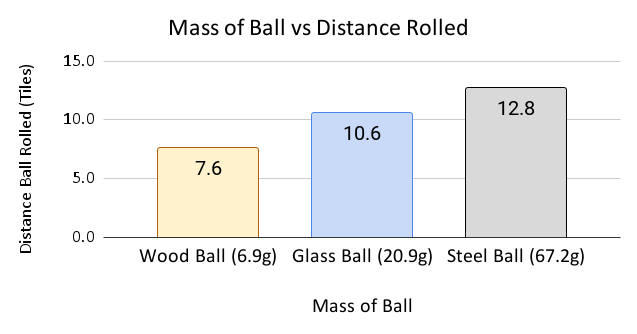 Mass of Ball vs Distance Rolled
Distance Ball Rolled (Tiles)
15.0
10.0
5.0
0.0
7.6
10.6
12.8
Wood Ball (6.9g)
Glass Ball (20.9g)
Steel Ball (67.2g)
Mass of Ball